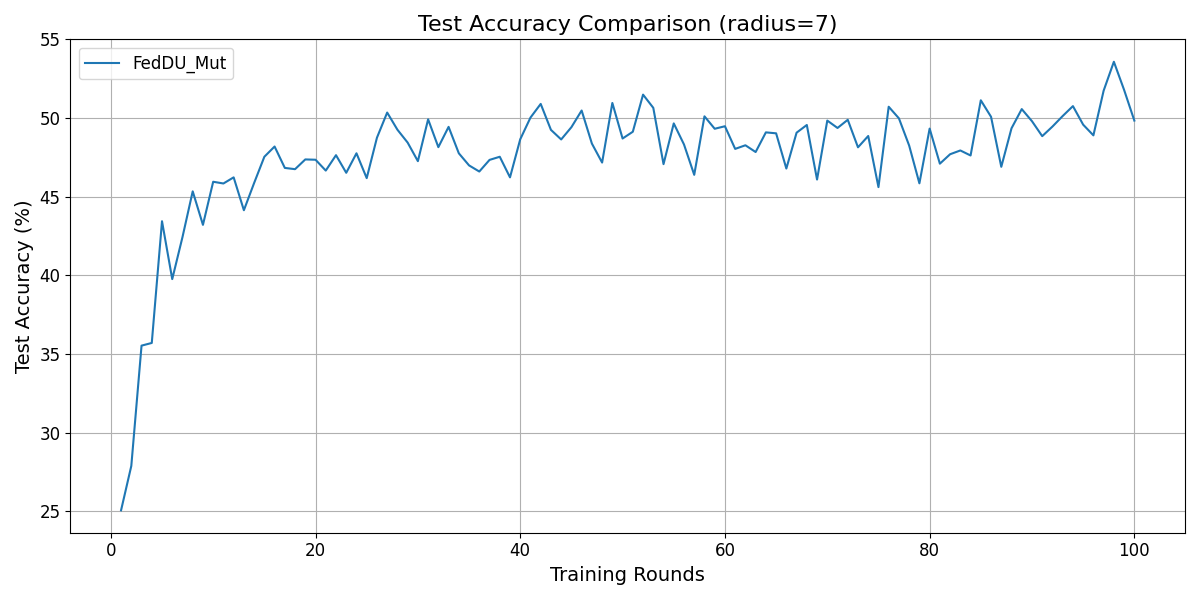 Test Accuracy Comparison (radius=7)
FedDU_Mut
Test Accuracy (%)
55
50
45
40
35
30
25
0 20 40 60 80 100
Training Rounds